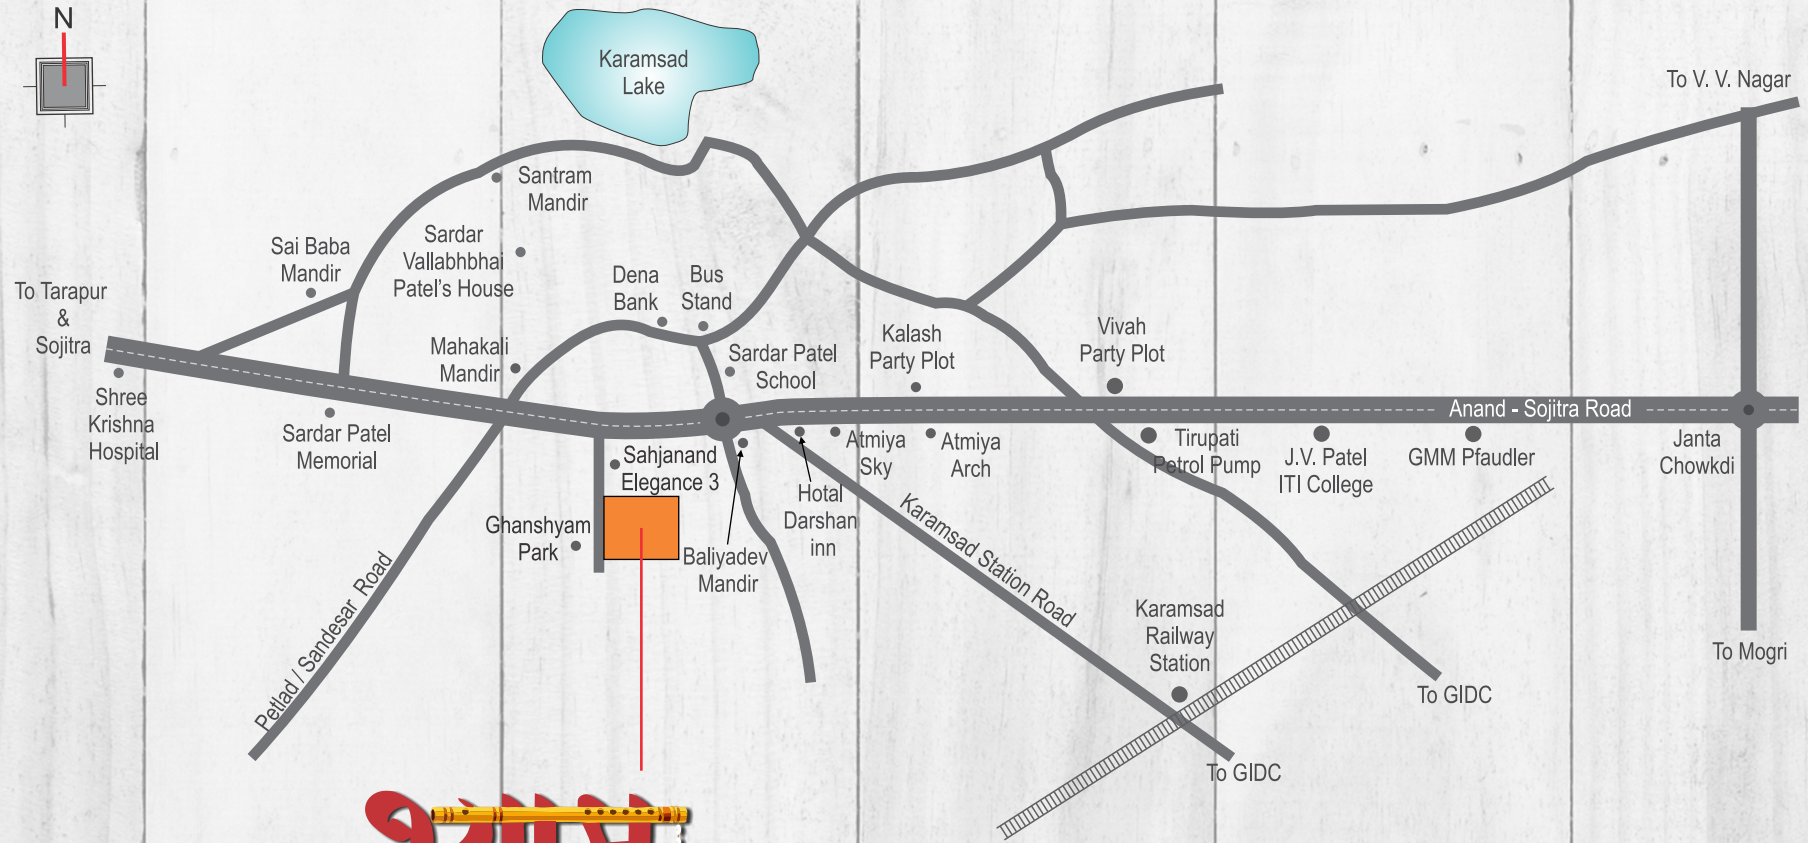 N
Karamsad
Lake
To V. V. Nagar
Santram
Mandir
Sardar
Vallabhbhai
Patel's House
Sai Baba
Mandir
Dena
Bank
Bus
Stand
To Tarapur
&
Sojitra
Mahakali
Mandir
Sardar Patel
School
Kalash
Party Plot
Vivah
Party Plot
Shree
Krishna
Hospital
Sardar Patel
Memorial
Anand - Sojitra Road
Sahjanand
Elegance 3
Atmiya
Sky
Atmiya
Arch
Tirupati
Petrol Pump
J.V. Patel
ITI College
GMM Pfaudler
Janta
Chowkdi
Hotal
Darshan
inn
Ghanshyam
Park
Baliyadev
Mandir
Karamsad Station Road
Petlad / Sandesar Road
Karamsad
Railway
Station
To Mogri
To GIDC
To GIDC